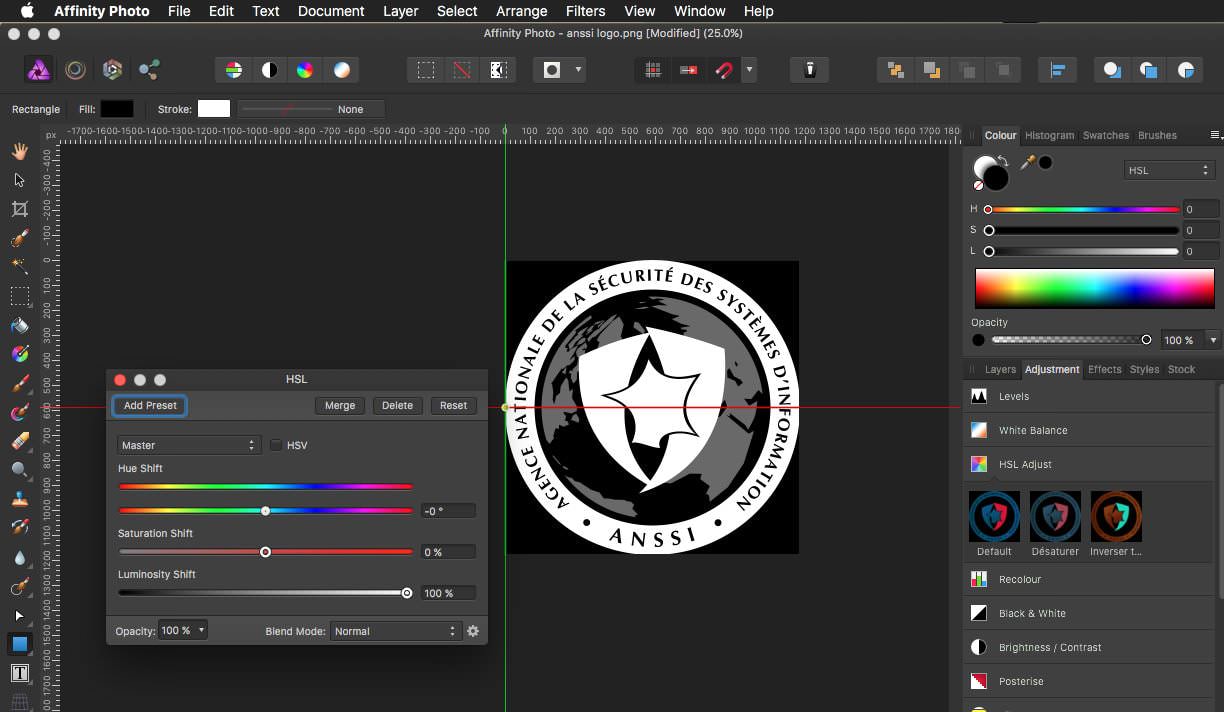 Affinity Photo File Edit Text Document Layer Select Arrange Filters View Window Help
Affinity Photo - anssi logo.png [Modified] (25.0%)
Rectangle Fill: Stroke: None
px -1700-1600-1500-1400-1300-1200-1100-1000-900 -800 -700 -600 -500 -400 -300 -200 -100 0 100 200 300 400 500 600 700 800 900 1000 1100 1200 1300 1400 1500 1600 1700 180
Colour Histogram Swatches Brushes
HSL
H 0
S 0
L 0
Opacity
100 %
Layers Adjustment Effects Styles Stock
Levels
White Balance
HSL Adjust
Default Désaturer Inverser t...
Recolour
Black & White
Brightness / Contrast
Posterise
AGENCE NATIONALE DE LA SÉCURITÉ DES SYSTÈMES D'INFORMATION
• ANSSI •
HSL
Add Preset Merge Delete Reset
Master HSV
Hue Shift
-0 °
Saturation Shift
0 %
Luminosity Shift
100 %
Opacity: 100 % Blend Mode: Normal
T